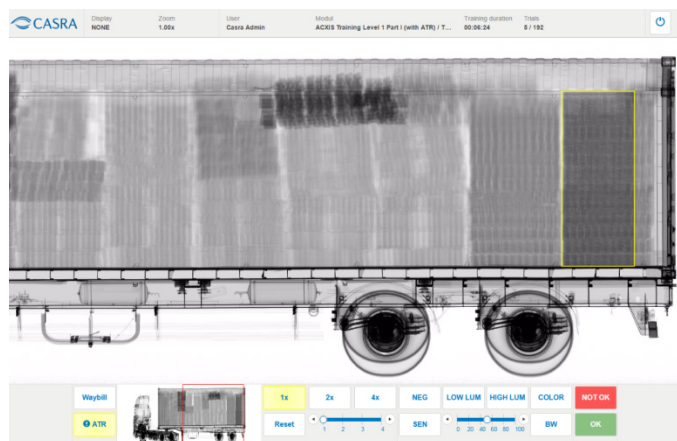 CASRA
Display
NONE
Zoom
1.00x
User
Casra Admin
Modul
ACXIS Training Level 1 Part I (with ATR) / T...
Training duration
00:06:24
Trials
5 / 192
Waybill
1x
2x
4x
NEG
LOW LUM
HIGH LUM
COLOR
NOT OK
ATR
Reset
1 2 3 4
SEN
0 20 40 60 80 100
BW
OK